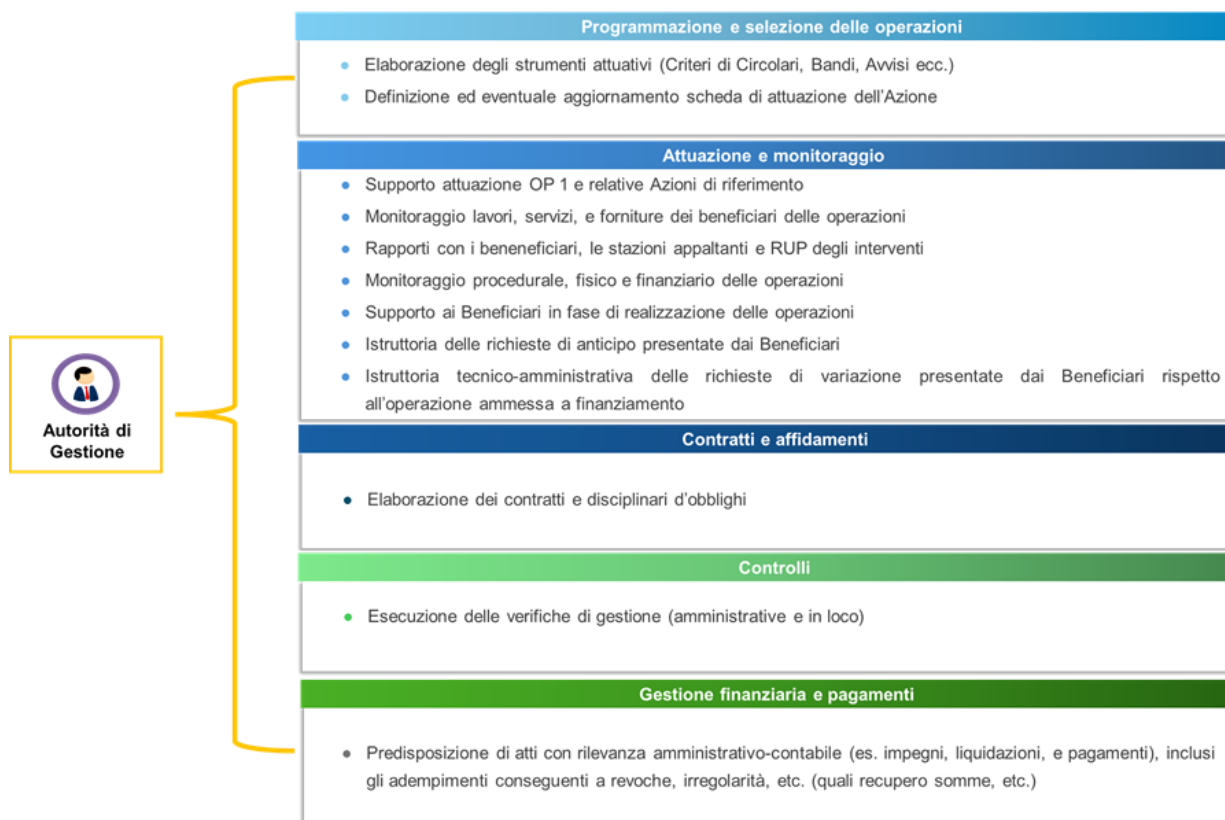 Programmazione e selezione delle operazioni
Elaborazione degli strumenti attuativi (Criteri di Circolari, Bandi, Avvisi ecc.)
Definizione ed eventuale aggiornamento scheda di attuazione dell'Azione
Attuazione e monitoraggio
Supporto attuazione OP 1 e relative Azioni di riferimento
Monitoraggio lavori, servizi, e forniture dei beneficiari delle operazioni
Rapporti con i beneneficiari, le stazioni appaltanti e RUP degli interventi
Monitoraggio procedurale, fisico e finanziario delle operazioni
Supporto ai Beneficiari in fase di realizzazione delle operazioni
Istruttoria delle richieste di anticipo presentate dai Beneficiari
Istruttoria tecnico-amministrativa delle richieste di variazione presentate dai Beneficiari rispetto
all'operazione ammessa a finanziamento
Autorità di
Gestione
Contratti e affidamenti
Elaborazione dei contratti e disciplinari d'obblighi
Controlli
Esecuzione delle verifiche di gestione (amministrative e in loco)
Gestione finanziaria e pagamenti
Predisposizione di atti con rilevanza amministrativo-contabile (es. impegni, liquidazioni, e pagamenti), inclusi
gli adempimenti conseguenti a revoche, irregolarità, etc. (quali recupero somme, etc.)